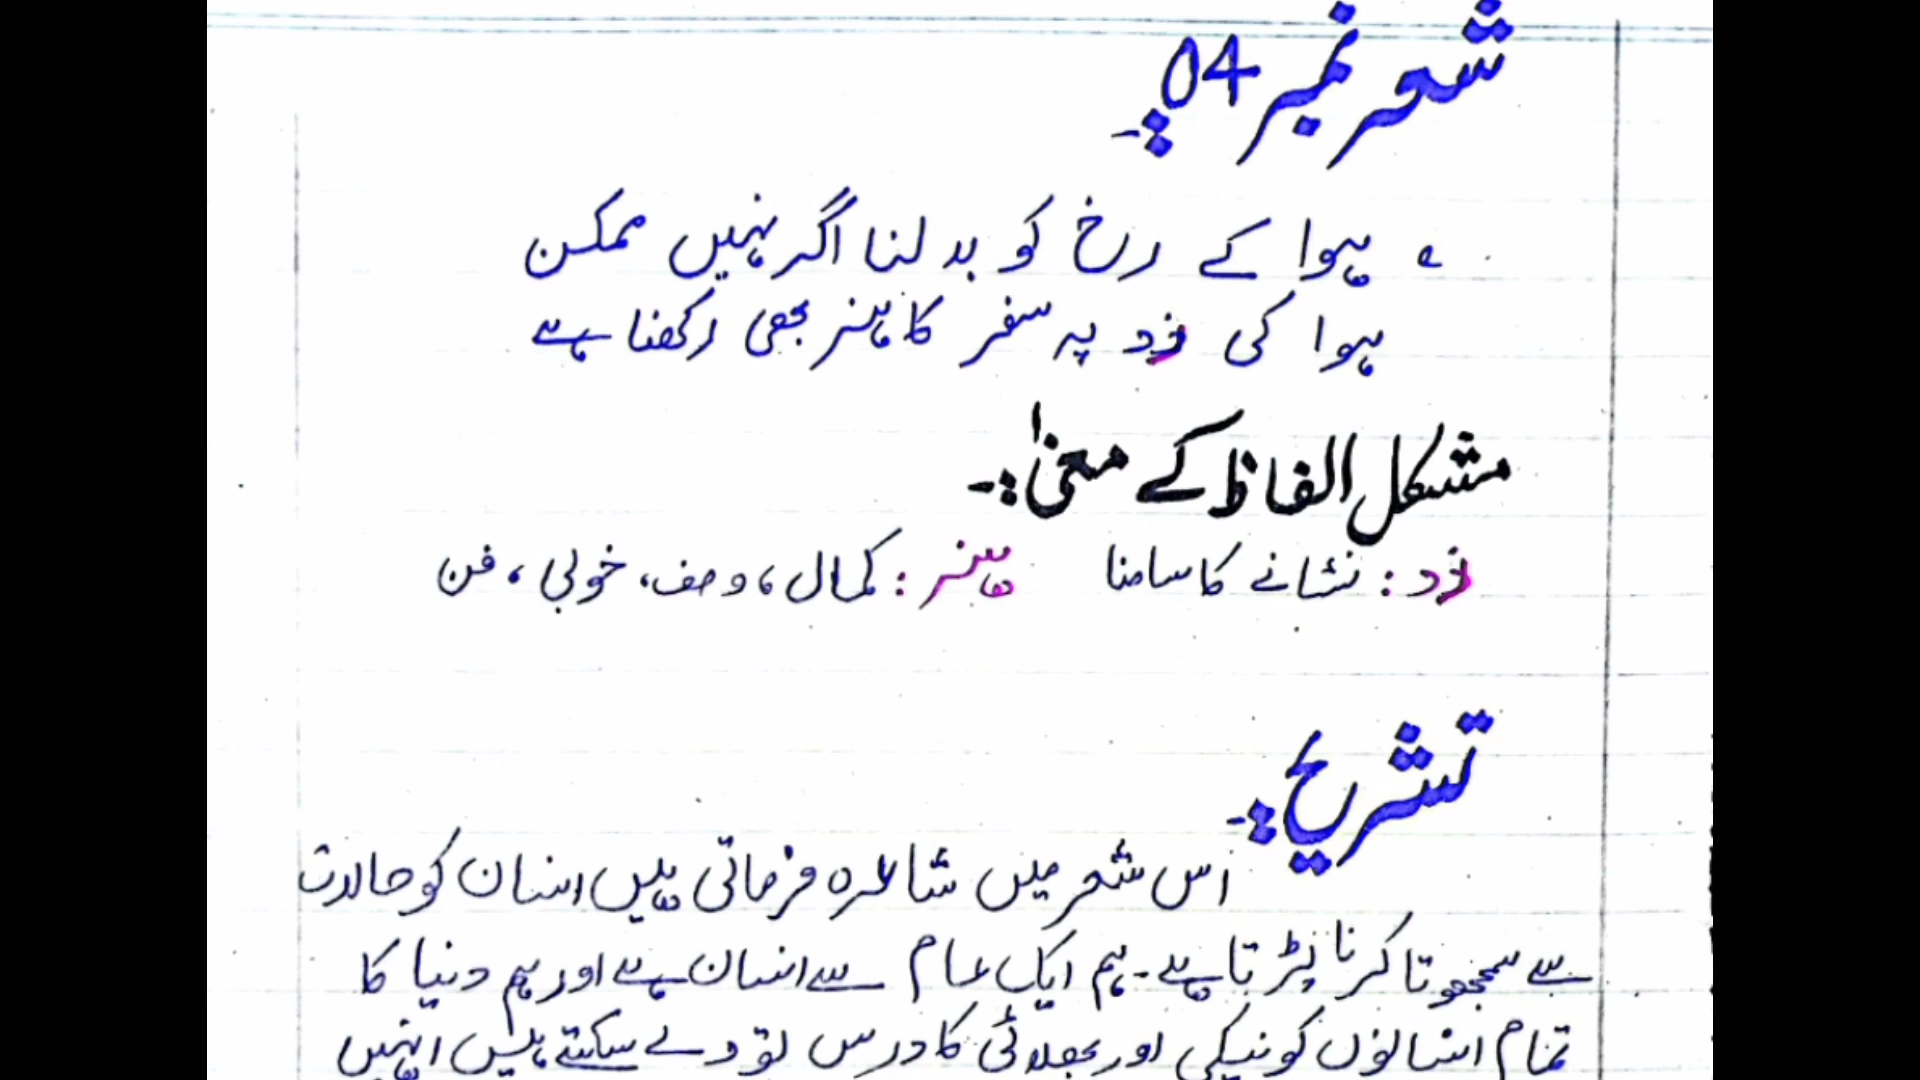 شعر نمبر 04:-
ہوا کے رخ کو بدلنا اگر نہیں ممکن
ہوا کی زد پہ سفر کا ہنر بھی رکھنا ہے
مشکل الفاظ کے معنیٰ:-
زد: نشانے کا سامنا ہنر: کمال، وصف، خوبی، فن
تشریح:-
اس شعر میں شاعرہ فرماتی ہیں انسان کو حالات
سے سمجھوتا کرنا پڑتا ہے۔ ہم ایک عام سے انسان ہے اور ہم دنیا کا
تمام انسانوں کو نیکی اور بھلائی کا درس تو دے سکتے ہیں انہیں